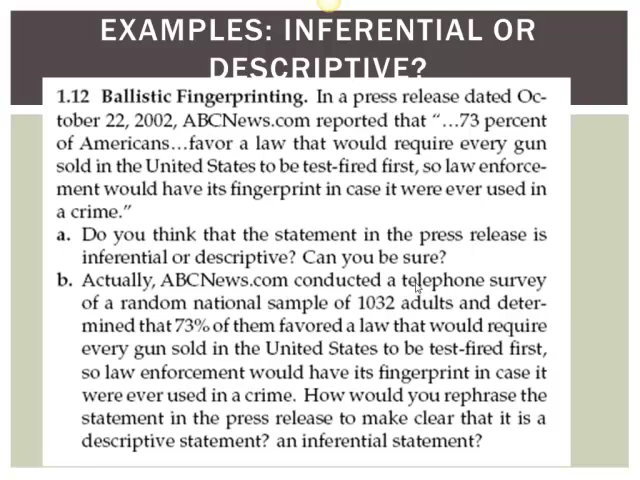 EXAMPLES: INFERENTIAL OR
DESCRIPTIVE?
1.12 Ballistic Fingerprinting. In a press release dated Oc-
tober 22, 2002, ABCNews.com reported that “…73 percent
of Americans…favor a law that would require every gun
sold in the United States to be test-fired first, so law enforce-
ment would have its fingerprint in case it were ever used in
a crime.”
a. Do you think that the statement in the press release is
inferential or descriptive? Can you be sure?
b. Actually, ABCNews.com conducted a telephone survey
of a random national sample of 1032 adults and deter-
mined that 73% of them favored a law that would require
every gun sold in the United States to be test-fired first,
so law enforcement would have its fingerprint in case it
were ever used in a crime. How would you rephrase the
statement in the press release to make clear that it is a
descriptive statement? an inferential statement?